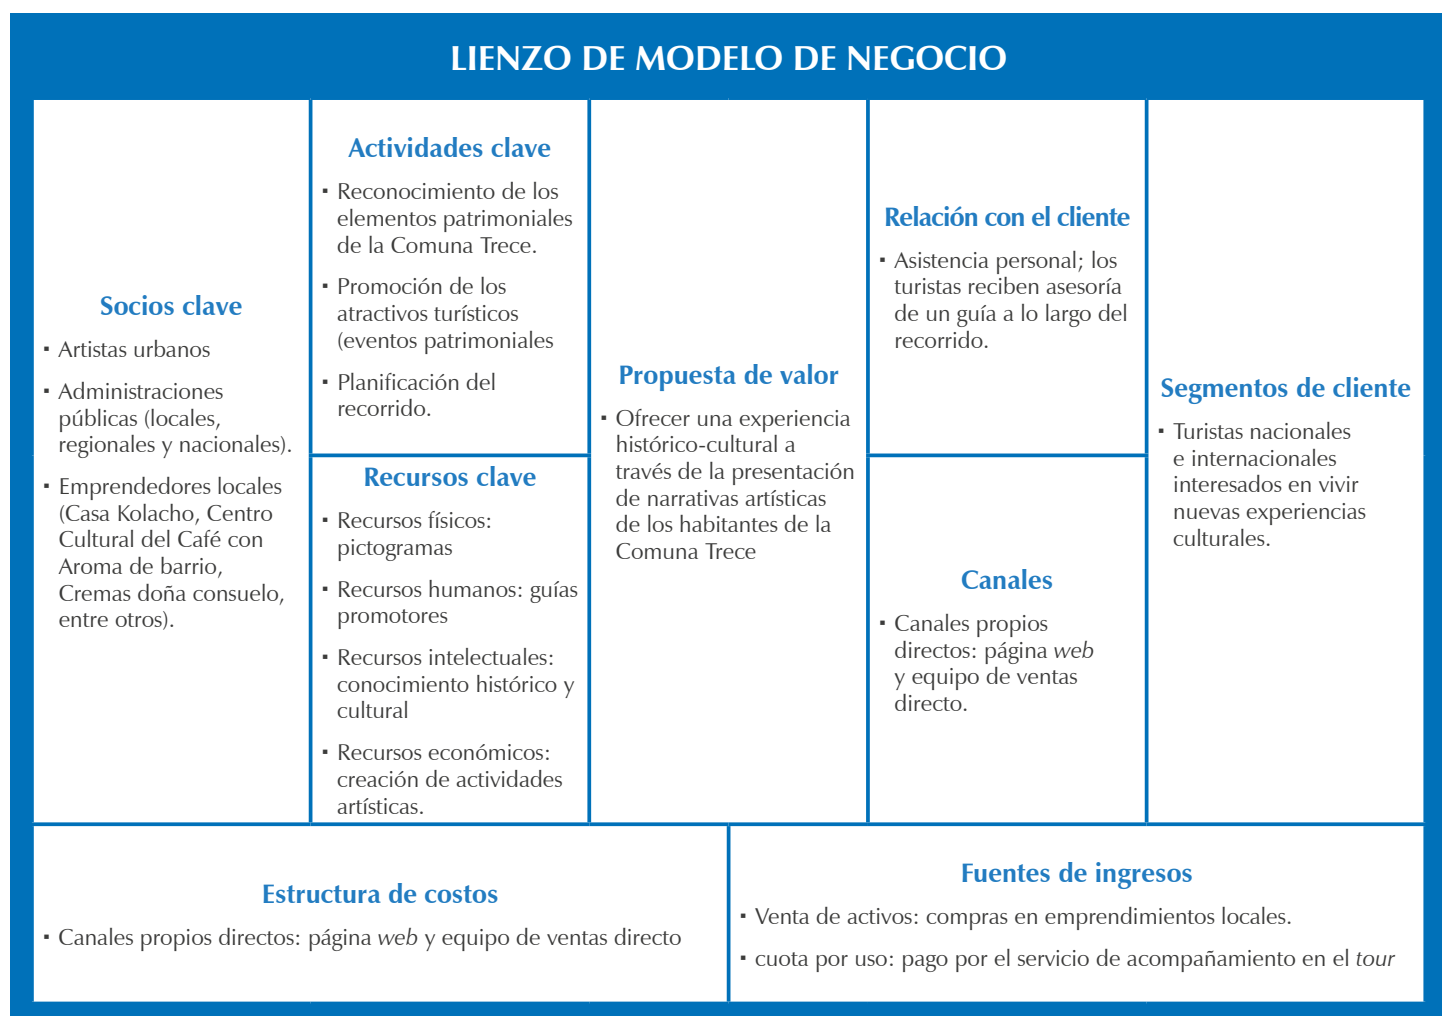 LIENZO DE MODELO DE NEGOCIO
Socios clave
▪ Artistas urbanos
▪ Administraciones
públicas (locales,
regionales y nacionales).
▪ Emprendedores locales
(Casa Kolacho, Centro
Cultural del Café con
Aroma de barrio,
Cremas doña consuelo,
entre otros).
Actividades clave
▪ Reconocimiento de los
elementos patrimoniales
de la Comuna Trece.
▪ Promoción de los
atractivos turísticos
(eventos patrimoniales
▪ Planificación del
recorrido.
Recursos clave
▪ Recursos físicos:
pictogramas
▪ Recursos humanos: guías
promotores
▪ Recursos intelectuales:
conocimiento histórico y
cultural
▪ Recursos económicos:
creación de actividades
artísticas.
Propuesta de valor
▪ Ofrecer una experiencia
histórico-cultural a
través de la presentación
de narrativas artísticas
de los habitantes de la
Comuna Trece
Relación con el cliente
▪ Asistencia personal; los
turistas reciben asesoría
de un guía a lo largo del
recorrido.
Canales
▪ Canales propios
directos: página web
y equipo de ventas
directo.
Segmentos de cliente
▪ Turistas nacionales
e internacionales
interesados en vivir
nuevas experiencias
culturales.
Estructura de costos
▪ Canales propios directos: página web y equipo de ventas directo
Fuentes de ingresos
▪ Venta de activos: compras en emprendimientos locales.
▪ cuota por uso: pago por el servicio de acompañamiento en el tour